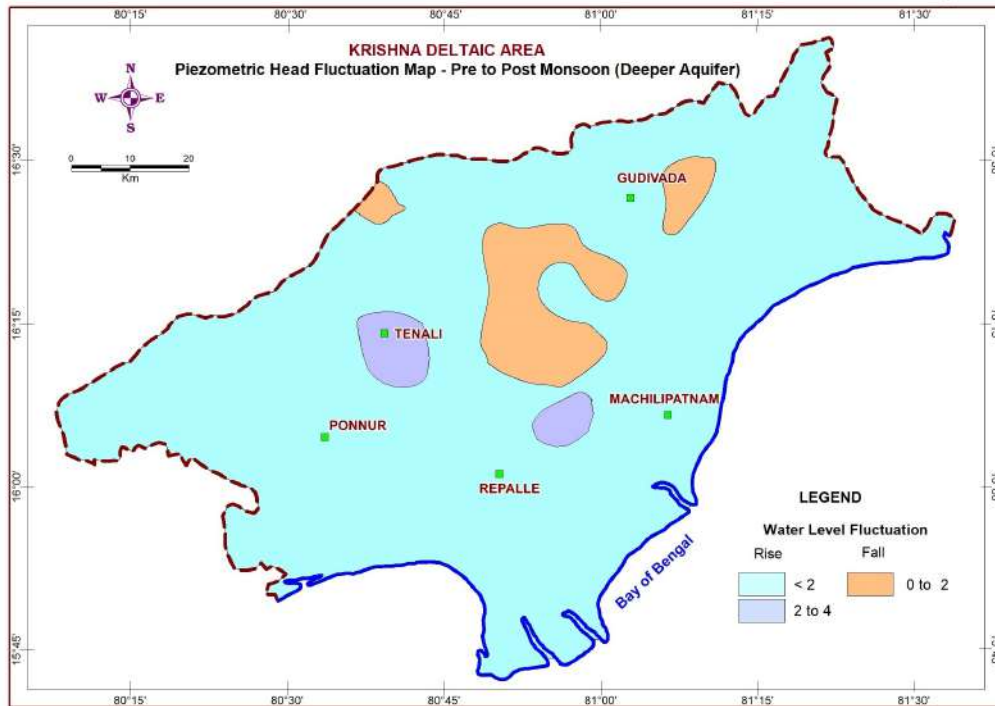 80°15' 80°30' 80°45' 81°00' 81°15' 81°30'
KRISHNA DELTAIC AREA
Piezometric Head Fluctuation Map - Pre to Post Monsoon (Deeper Aquifer)
N
W E
S
0 10 20
Km
16°30'
GUDIVADA
16°15'
TENALI
MACHILIPATNAM
PONNUR
16°00'
REPALLE
Bay of Bengal
LEGEND
Water Level Fluctuation
Rise Fall
< 2 0 to 2
2 to 4
15°45'
80°15' 80°30' 80°45' 81°00' 81°15' 81°30'